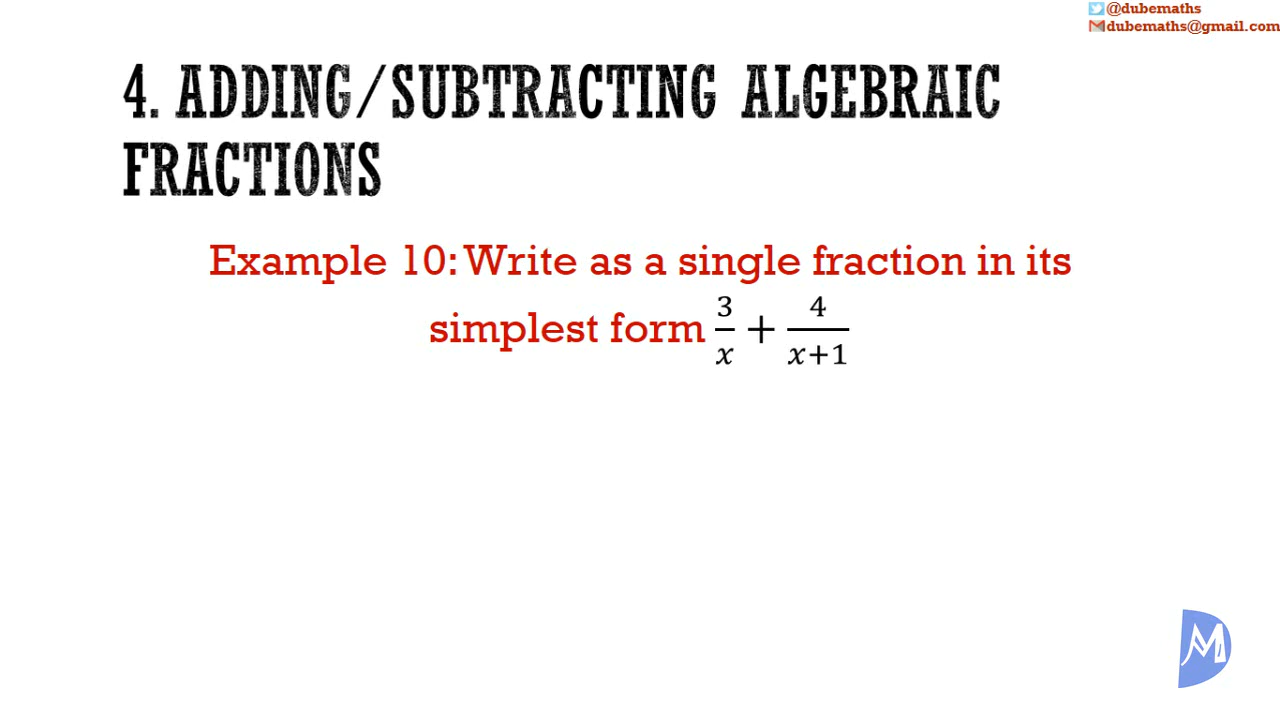 @dubemaths
dubemaths@gmail.com
4. ADDING/SUBTRACTING ALGEBRAIC
FRACTIONS
Example 10: Write as a single fraction in its
simplest form 3/x + 4/(x+1)
M